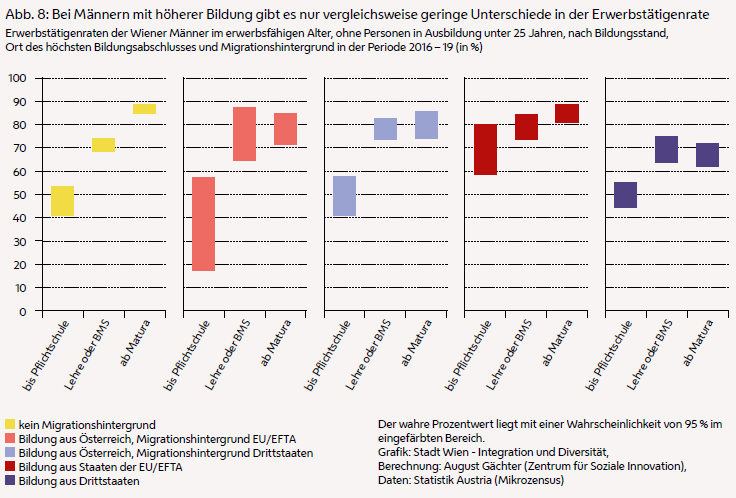 Abb. 8: Bei Männern mit höherer Bildung gibt es nur vergleichsweise geringe Unterschiede in der Erwerbstätigenrate
Erwerbstätigenraten der Wiener Männer im erwerbsfähigen Alter, ohne Personen in Ausbildung unter 25 Jahren, nach Bildungsstand,
Ort des höchsten Bildungsabschlusses und Migrationshintergrund in der Periode 2016 – 19 (in %)
100
90
80
70
60
50
40
30
20
10
0
bis Pflichtschule
Lehre oder BMS
ab Matura
bis Pflichtschule
Lehre oder BMS
ab Matura
bis Pflichtschule
Lehre oder BMS
ab Matura
bis Pflichtschule
Lehre oder BMS
ab Matura
bis Pflichtschule
Lehre oder BMS
ab Matura
kein Migrationshintergrund
Bildung aus Österreich, Migrationshintergrund EU/EFTA
Bildung aus Österreich, Migrationshintergrund Drittstaaten
Bildung aus Staaten der EU/EFTA
Bildung aus Drittstaaten
Der wahre Prozentwert liegt mit einer Wahrscheinlichkeit von 95 % im
eingefärbten Bereich.
Grafik: Stadt Wien - Integration und Diversität,
Berechnung: August Gächter (Zentrum für Soziale Innovation),
Daten: Statistik Austria (Mikrozensus)